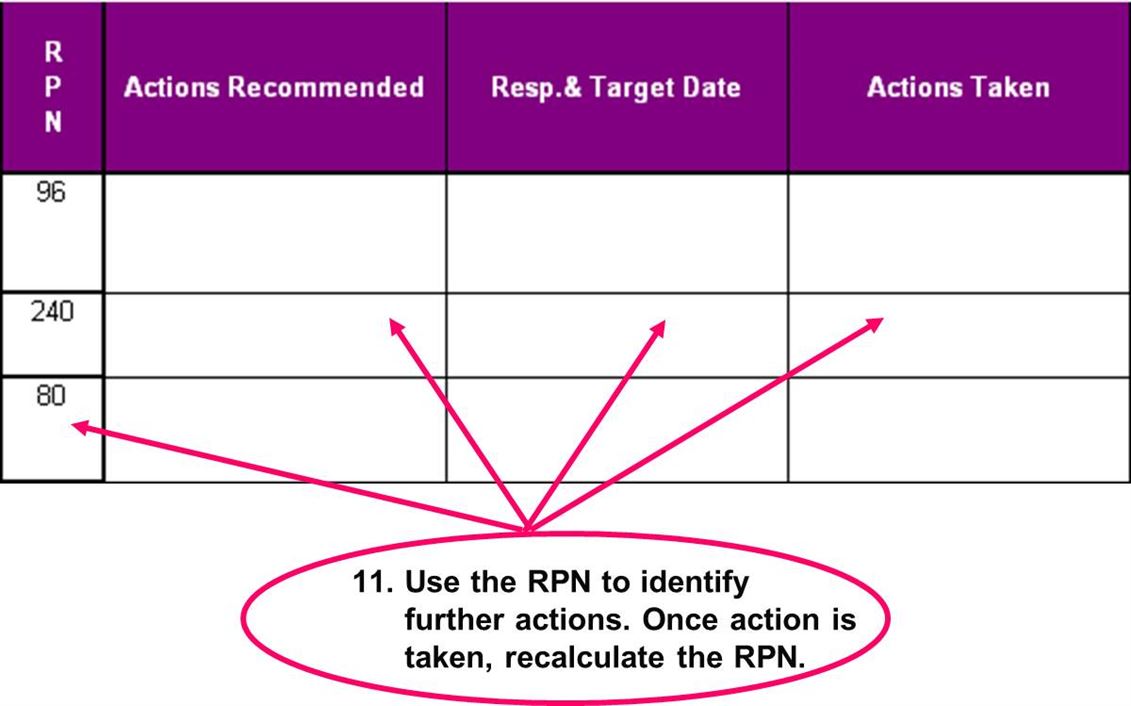 R
P
N
Actions Recommended
Resp.& Target Date
Actions Taken
96
240
80
11. Use the RPN to identify
further actions. Once action is
taken, recalculate the RPN.